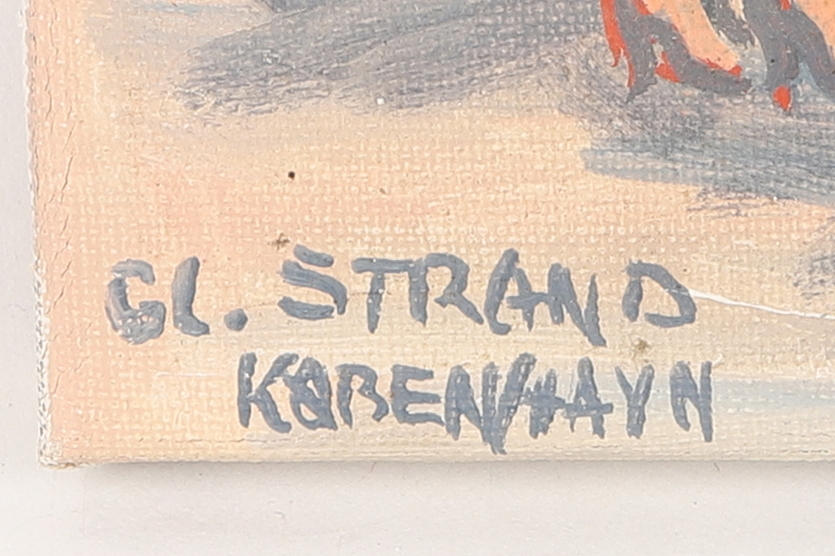 GL. STRAND
KØBENHAVN